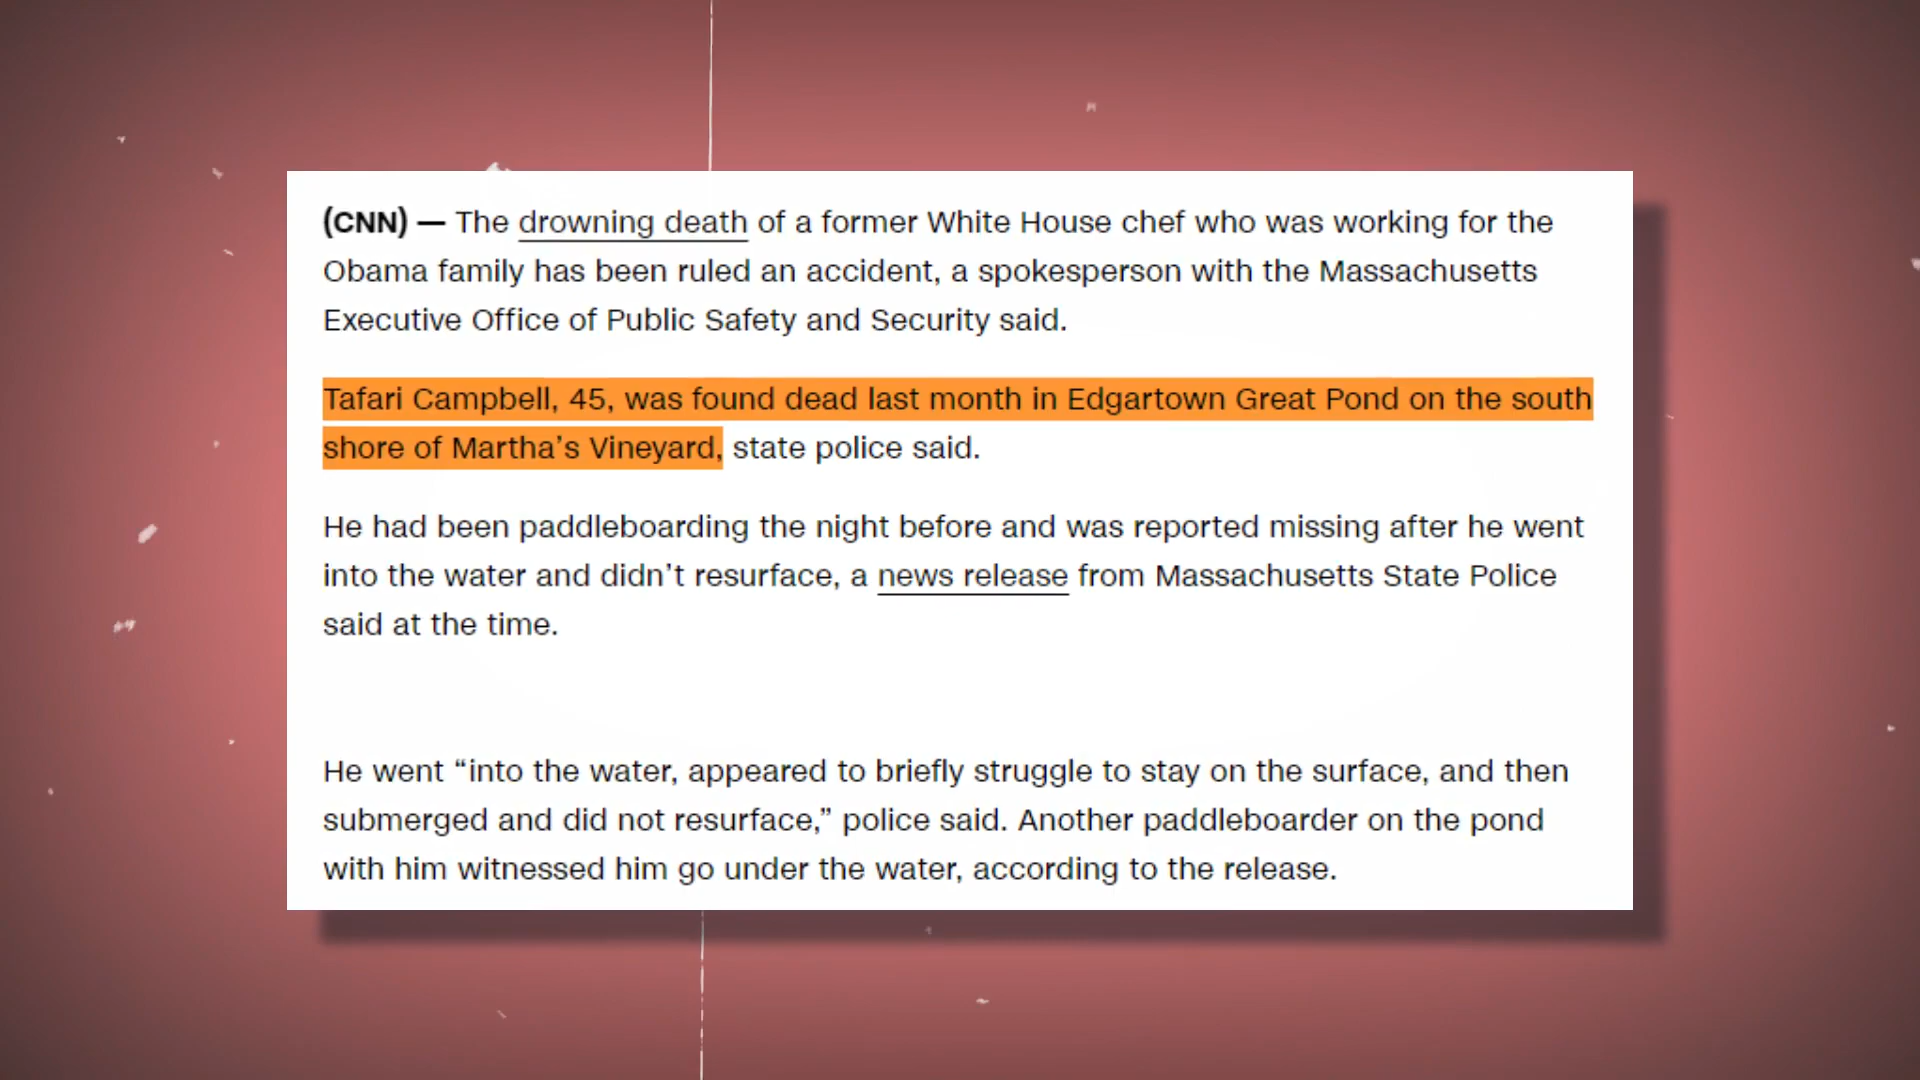 (CNN) — The drowning death of a former White House chef who was working for the
Obama family has been ruled an accident, a spokesperson with the Massachusetts
Executive Office of Public Safety and Security said.
Tafari Campbell, 45, was found dead last month in Edgartown Great Pond on the south
shore of Martha’s Vineyard, state police said.
He had been paddleboarding the night before and was reported missing after he went
into the water and didn’t resurface, a news release from Massachusetts State Police
said at the time.
He went “into the water, appeared to briefly struggle to stay on the surface, and then
submerged and did not resurface,” police said. Another paddleboarder on the pond
with him witnessed him go under the water, according to the release.